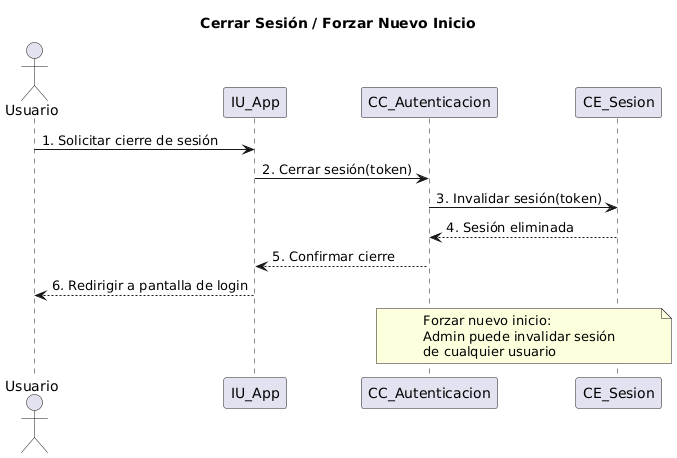 Cerrar Sesión / Forzar Nuevo Inicio
Usuario
IU_App
CC_Autenticacion
CE_Sesion
1. Solicitar cierre de sesión
2. Cerrar sesión(token)
3. Invalidar sesión(token)
4. Sesión eliminada
5. Confirmar cierre
6. Redirigir a pantalla de login
Forzar nuevo inicio:
Admin puede invalidar sesión
de cualquier usuario
Usuario
IU_App
CC_Autenticacion
CE_Sesion